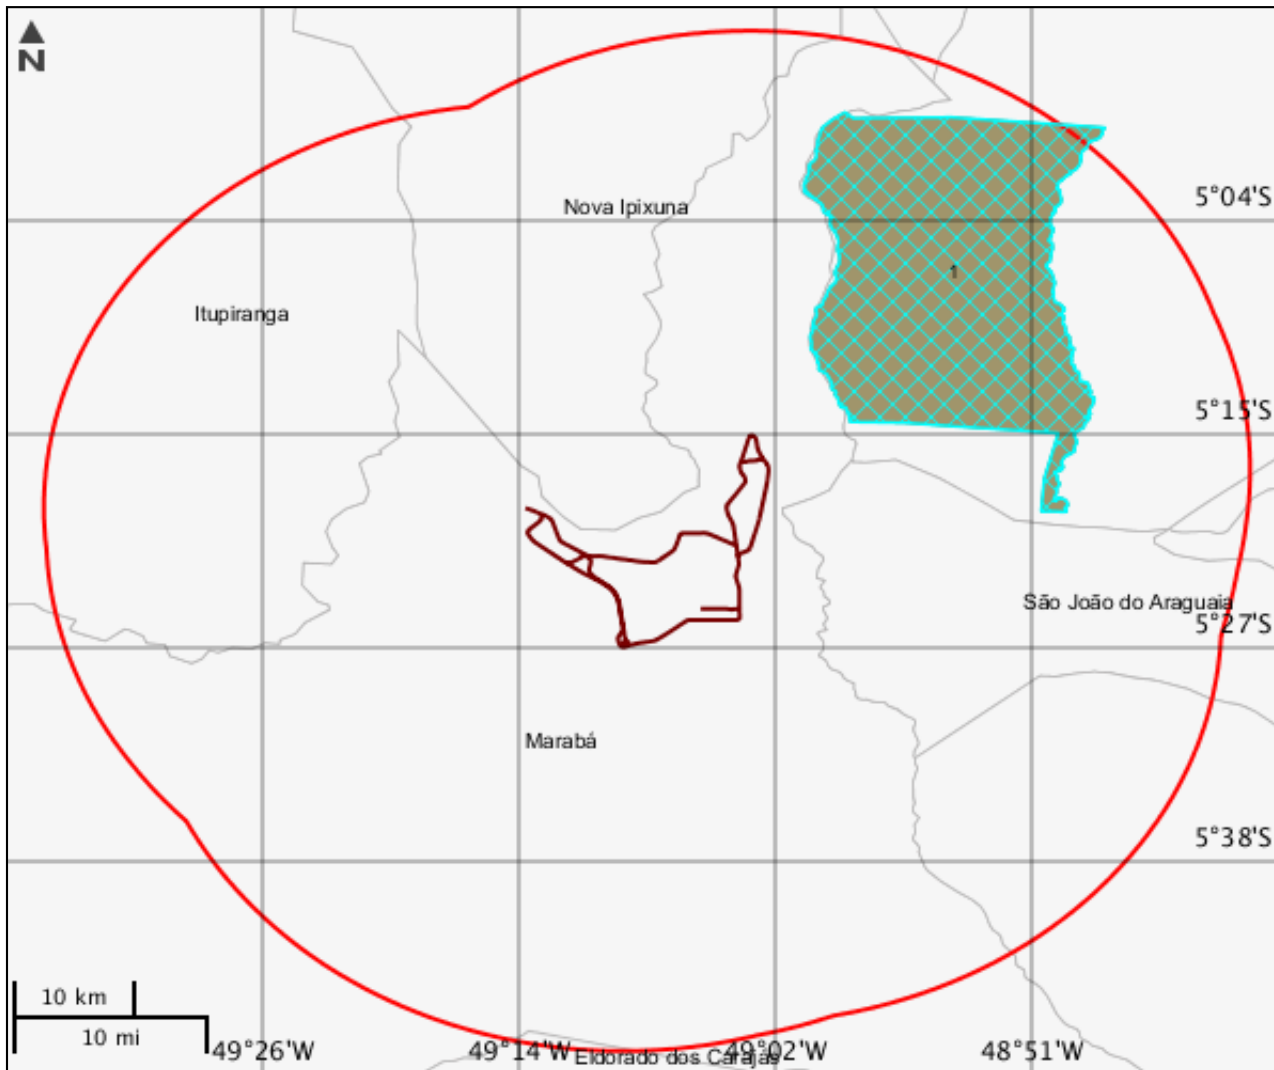 N
Nova Ipixuna
5°04'S
1
Itupiranga
5°15'S
São João do Araguaia
5°27'S
Marabá
5°38'S
10 km
10 mi
49°26'W
49°14'W
49°02'W
48°51'W
Eldorado dos Carajás